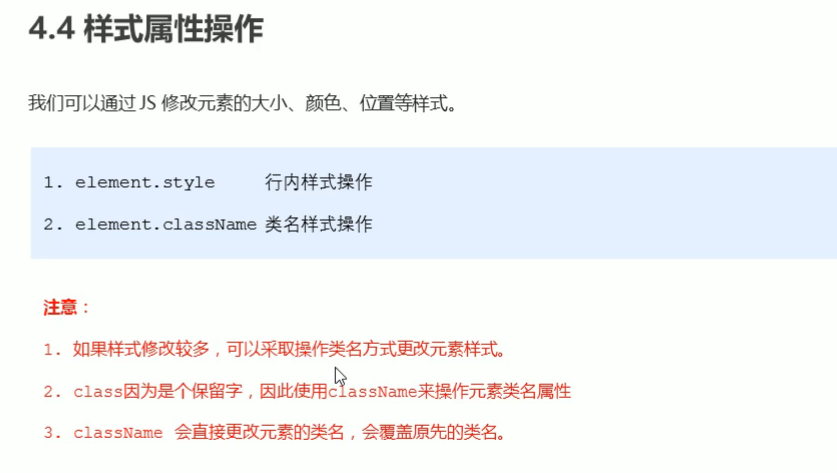 4.4 样式属性操作
我们可以通过 JS 修改元素的大小、颜色、位置等样式。
1. element.style 行内样式操作
2. element.className 类名样式操作
注意：
1. 如果样式修改较多，可以采取操作类名方式更改元素样式。
2. class因为是个保留字，因此使用className来操作元素类名属性
3. className 会直接更改元素的类名，会覆盖原先的类名。